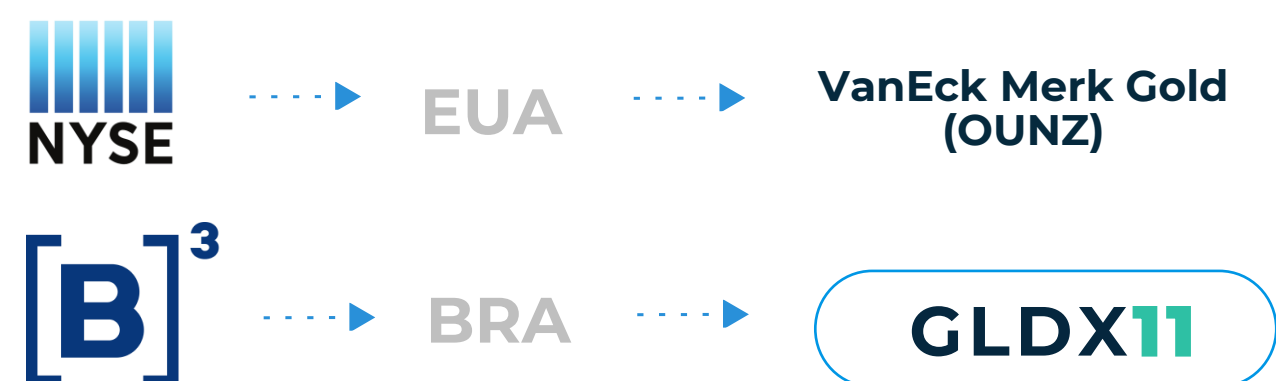 NYSE
EUA
VanEck Merk Gold
(OUNZ)
[B]³
BRA
GLDX11